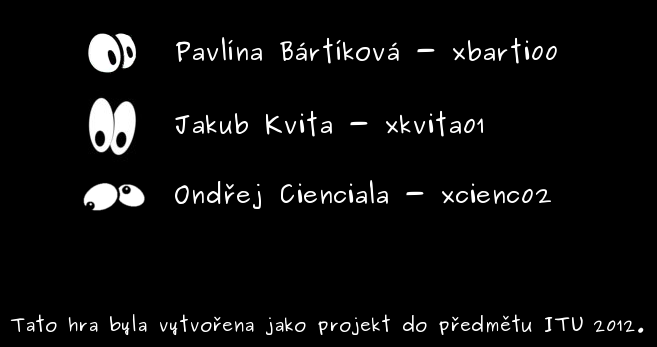 Pavlína Bártíková - xbarti00
Jakub Kvita - xkvita01
Ondřej Cienciala - xcienc02
Tato hra byla vytvořena jako projekt do předmětu ITU 2012.